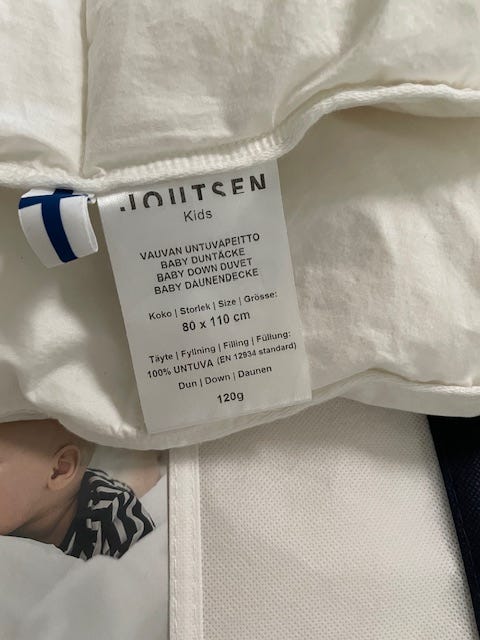 JOUTSEN
Kids
VAUVAN UNTUVAPEITTO
BABY DUNTÄCKE
BABY DOWN DUVET
BABY DAUNENDECKE
Koko | Storlek | Size | Grösse:
80 x 110 cm
Täyte | Fyllning | Filling | Füllung:
100% UNTUVA (EN 12934 standard)
Dun | Down | Daunen
120g